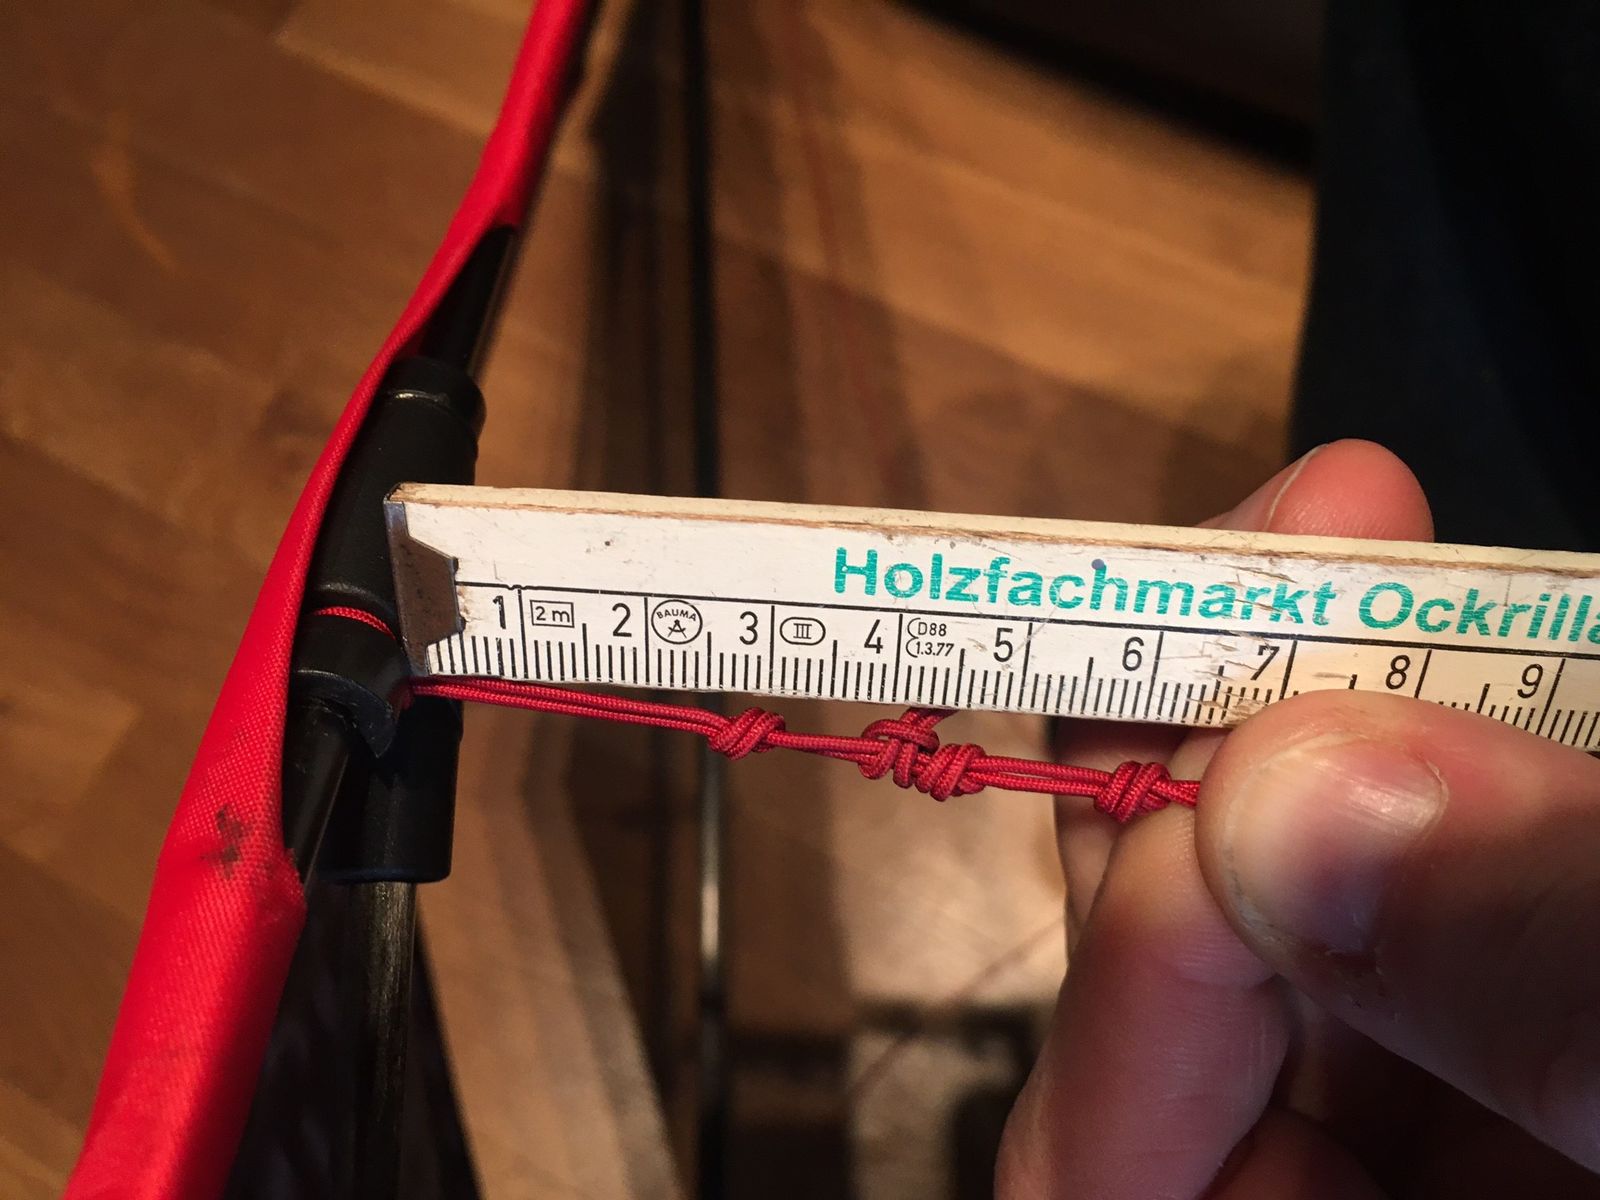 Holzfachmarkt Ockrilla
1 2m 2 BAUMA 3 III 4 D88 5 6 7 8 9
1.3.77